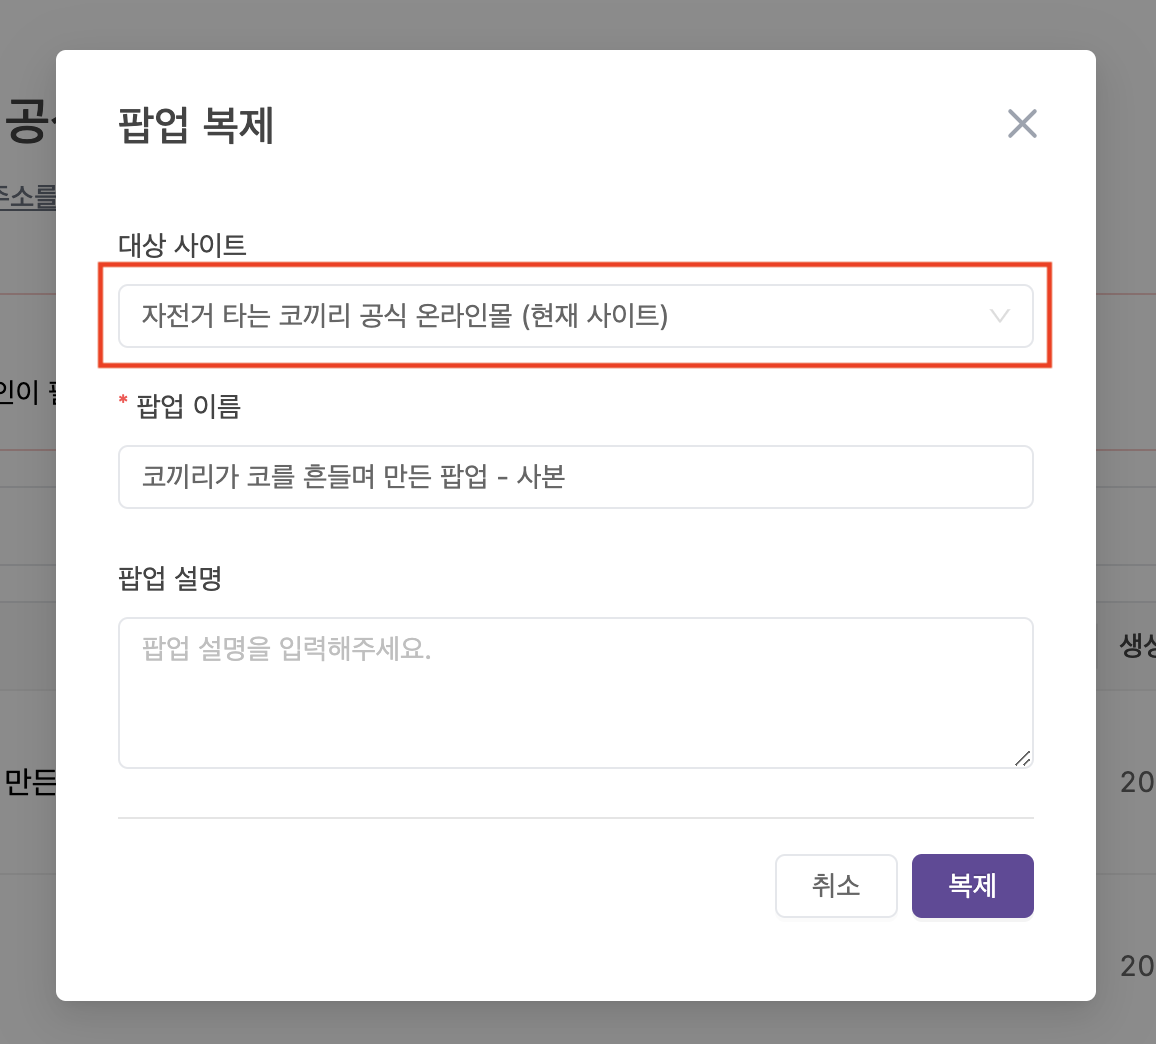 팝업 복제
공
주소를
대상 사이트
자전거 타는 코끼리 공식 온라인몰 (현재 사이트)
인이
* 팝업 이름
코끼리가 코를 흔들며 만든 팝업 - 사본
팝업 설명
팝업 설명을 입력해주세요.
생성
만든
20
취소
복제
20